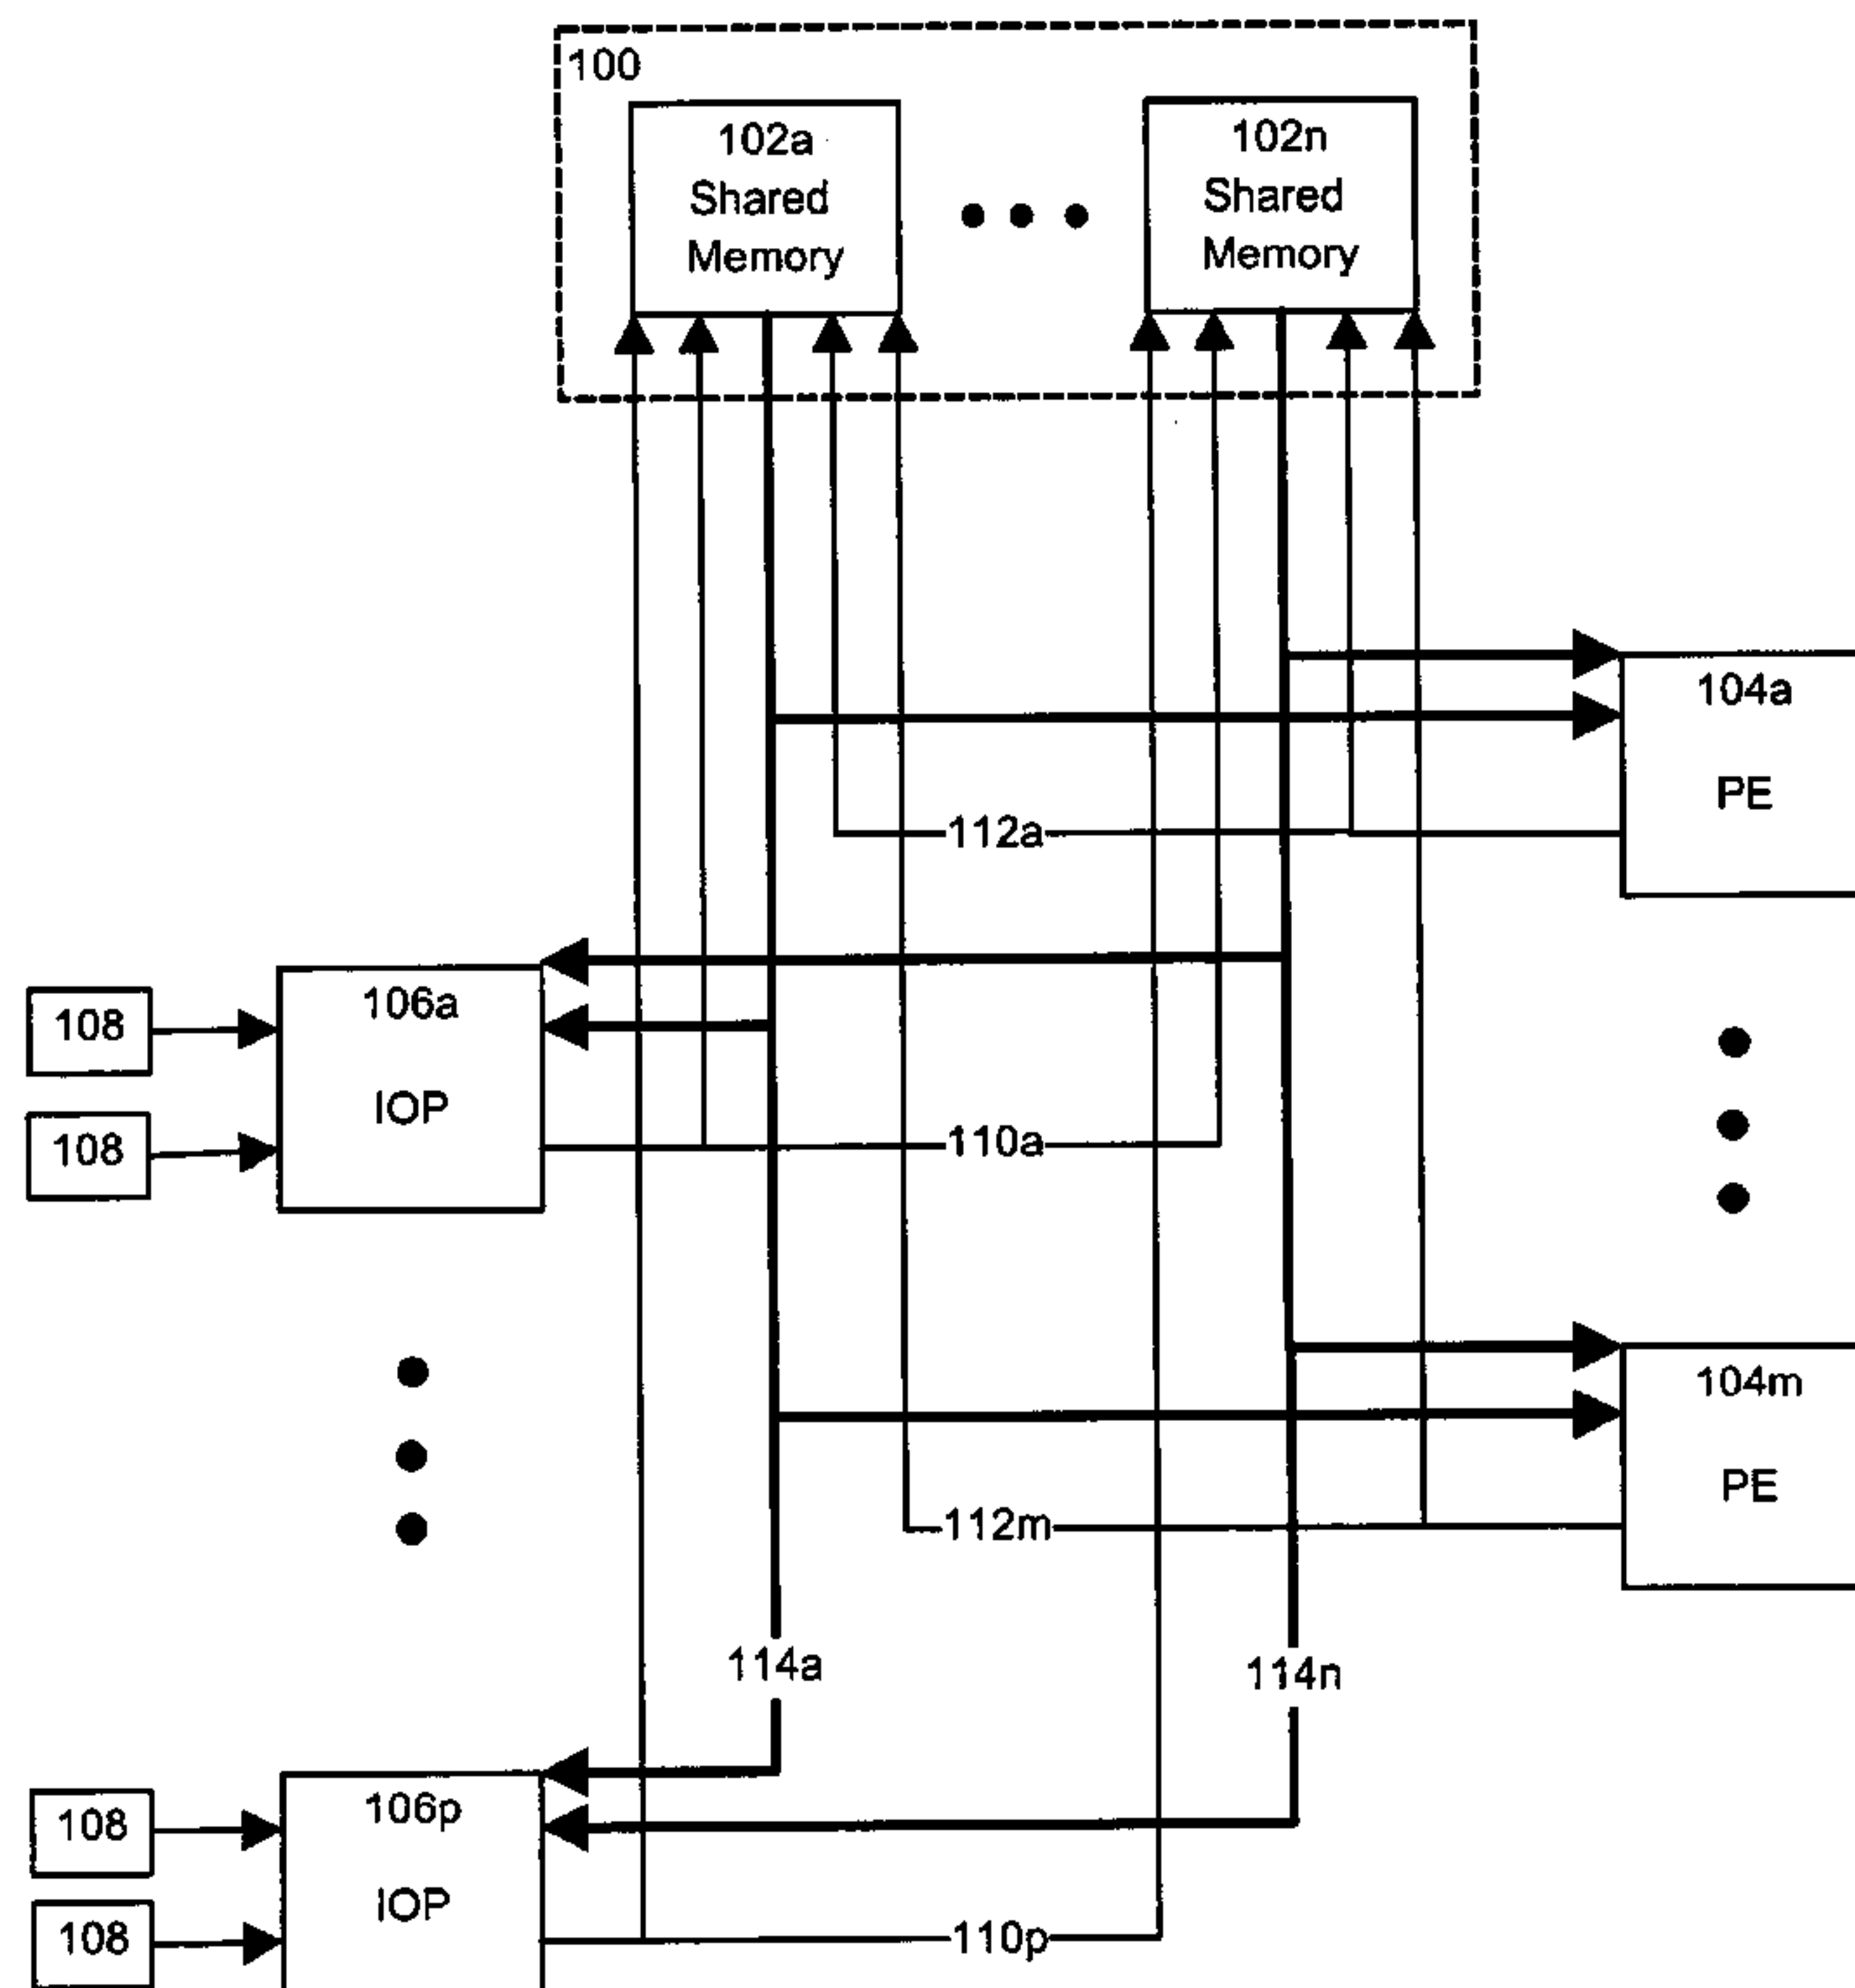 100
102a
Shared
Memory
102n
Shared
Memory
104a
PE
112a
106a
IOP
108
108
110a
104m
PE
112m
114a
114n
106p
IOP
108
108
110p